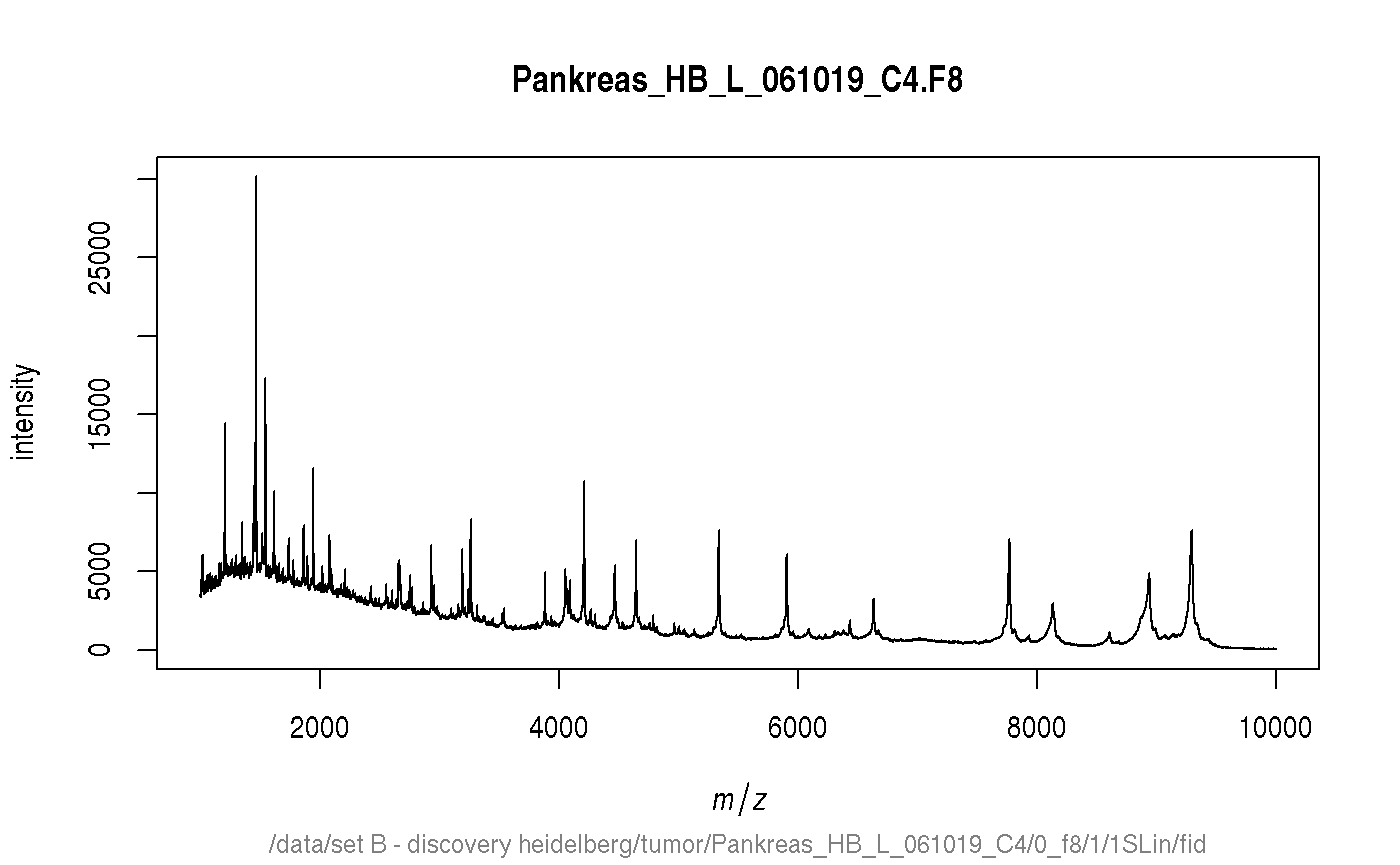 Pankreas_HB_L_061019_C4.F8
intensity
25000
15000
5000
0
2000 4000 6000 8000 10000
m/z
/data/set B - discovery heidelberg/tumor/Pankreas_HB_L_061019_C4/0_f8/1/1SLin/fid